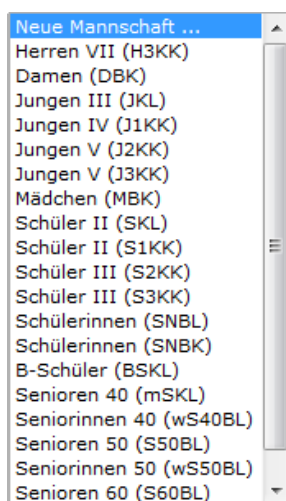 Neue Mannschaft ...
Herren VII (H3KK)
Damen (DBK)
Jungen III (JKL)
Jungen IV (J1KK)
Jungen V (J2KK)
Jungen V (J3KK)
Mädchen (MBK)
Schüler II (SKL)
Schüler II (S1KK)
Schüler III (S2KK)
Schüler III (S3KK)
Schülerinnen (SNBL)
Schülerinnen (SNBK)
B-Schüler (BSKL)
Senioren 40 (mSKL)
Seniorinnen 40 (wS40BL)
Senioren 50 (S50BL)
Seniorinnen 50 (wS50BL)
Senioren 60 (S60BL)